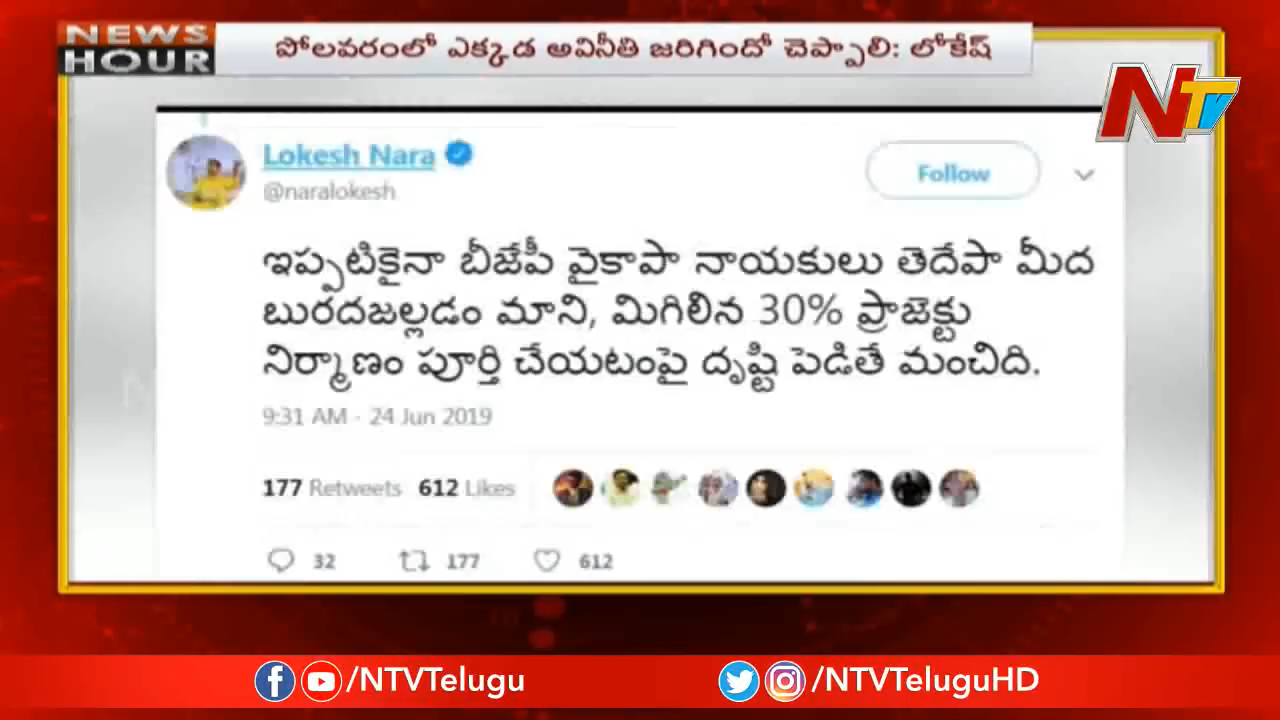 NEWS
HOUR
పోలవరంలో ఎక్కడ అవినీతి జరిగిందో చెప్పాలి: లోకేష్
NTV
Lokesh Nara
@naralokesh
Follow
ఇప్పటికైనా బీజేపీ వైకాపా నాయకులు తెదేపా మీద
బురదజల్లడం మాని, మిగిలిన 30% ప్రాజెక్టు
నిర్మాణం పూర్తి చేయటంపై దృష్టి పెడితే మంచిది.
9:31 AM - 24 Jun 2019
177 Retweets 612 Likes
32 177 612
/NTVTelugu
/NTVTeluguHD